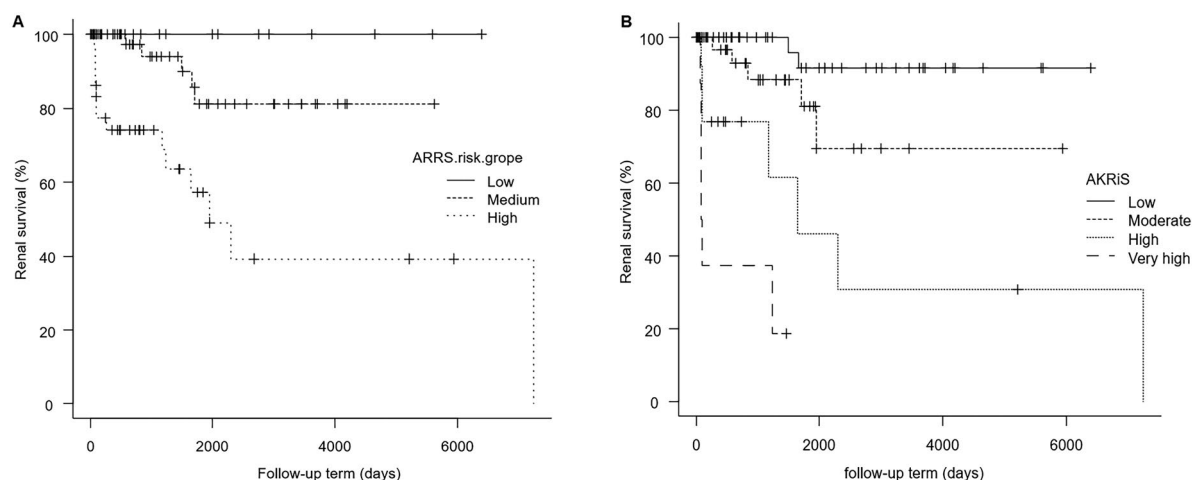 A
Renal survival (%)
100
80
60
40
20
0
ARRS.risk.grope
Low
Medium
High
0 2000 4000 6000
Follow-up term (days)
B
Renal survival (%)
100
80
60
40
20
0
AKRiS
Low
Moderate
High
Very high
0 2000 4000 6000
follow-up term (days)